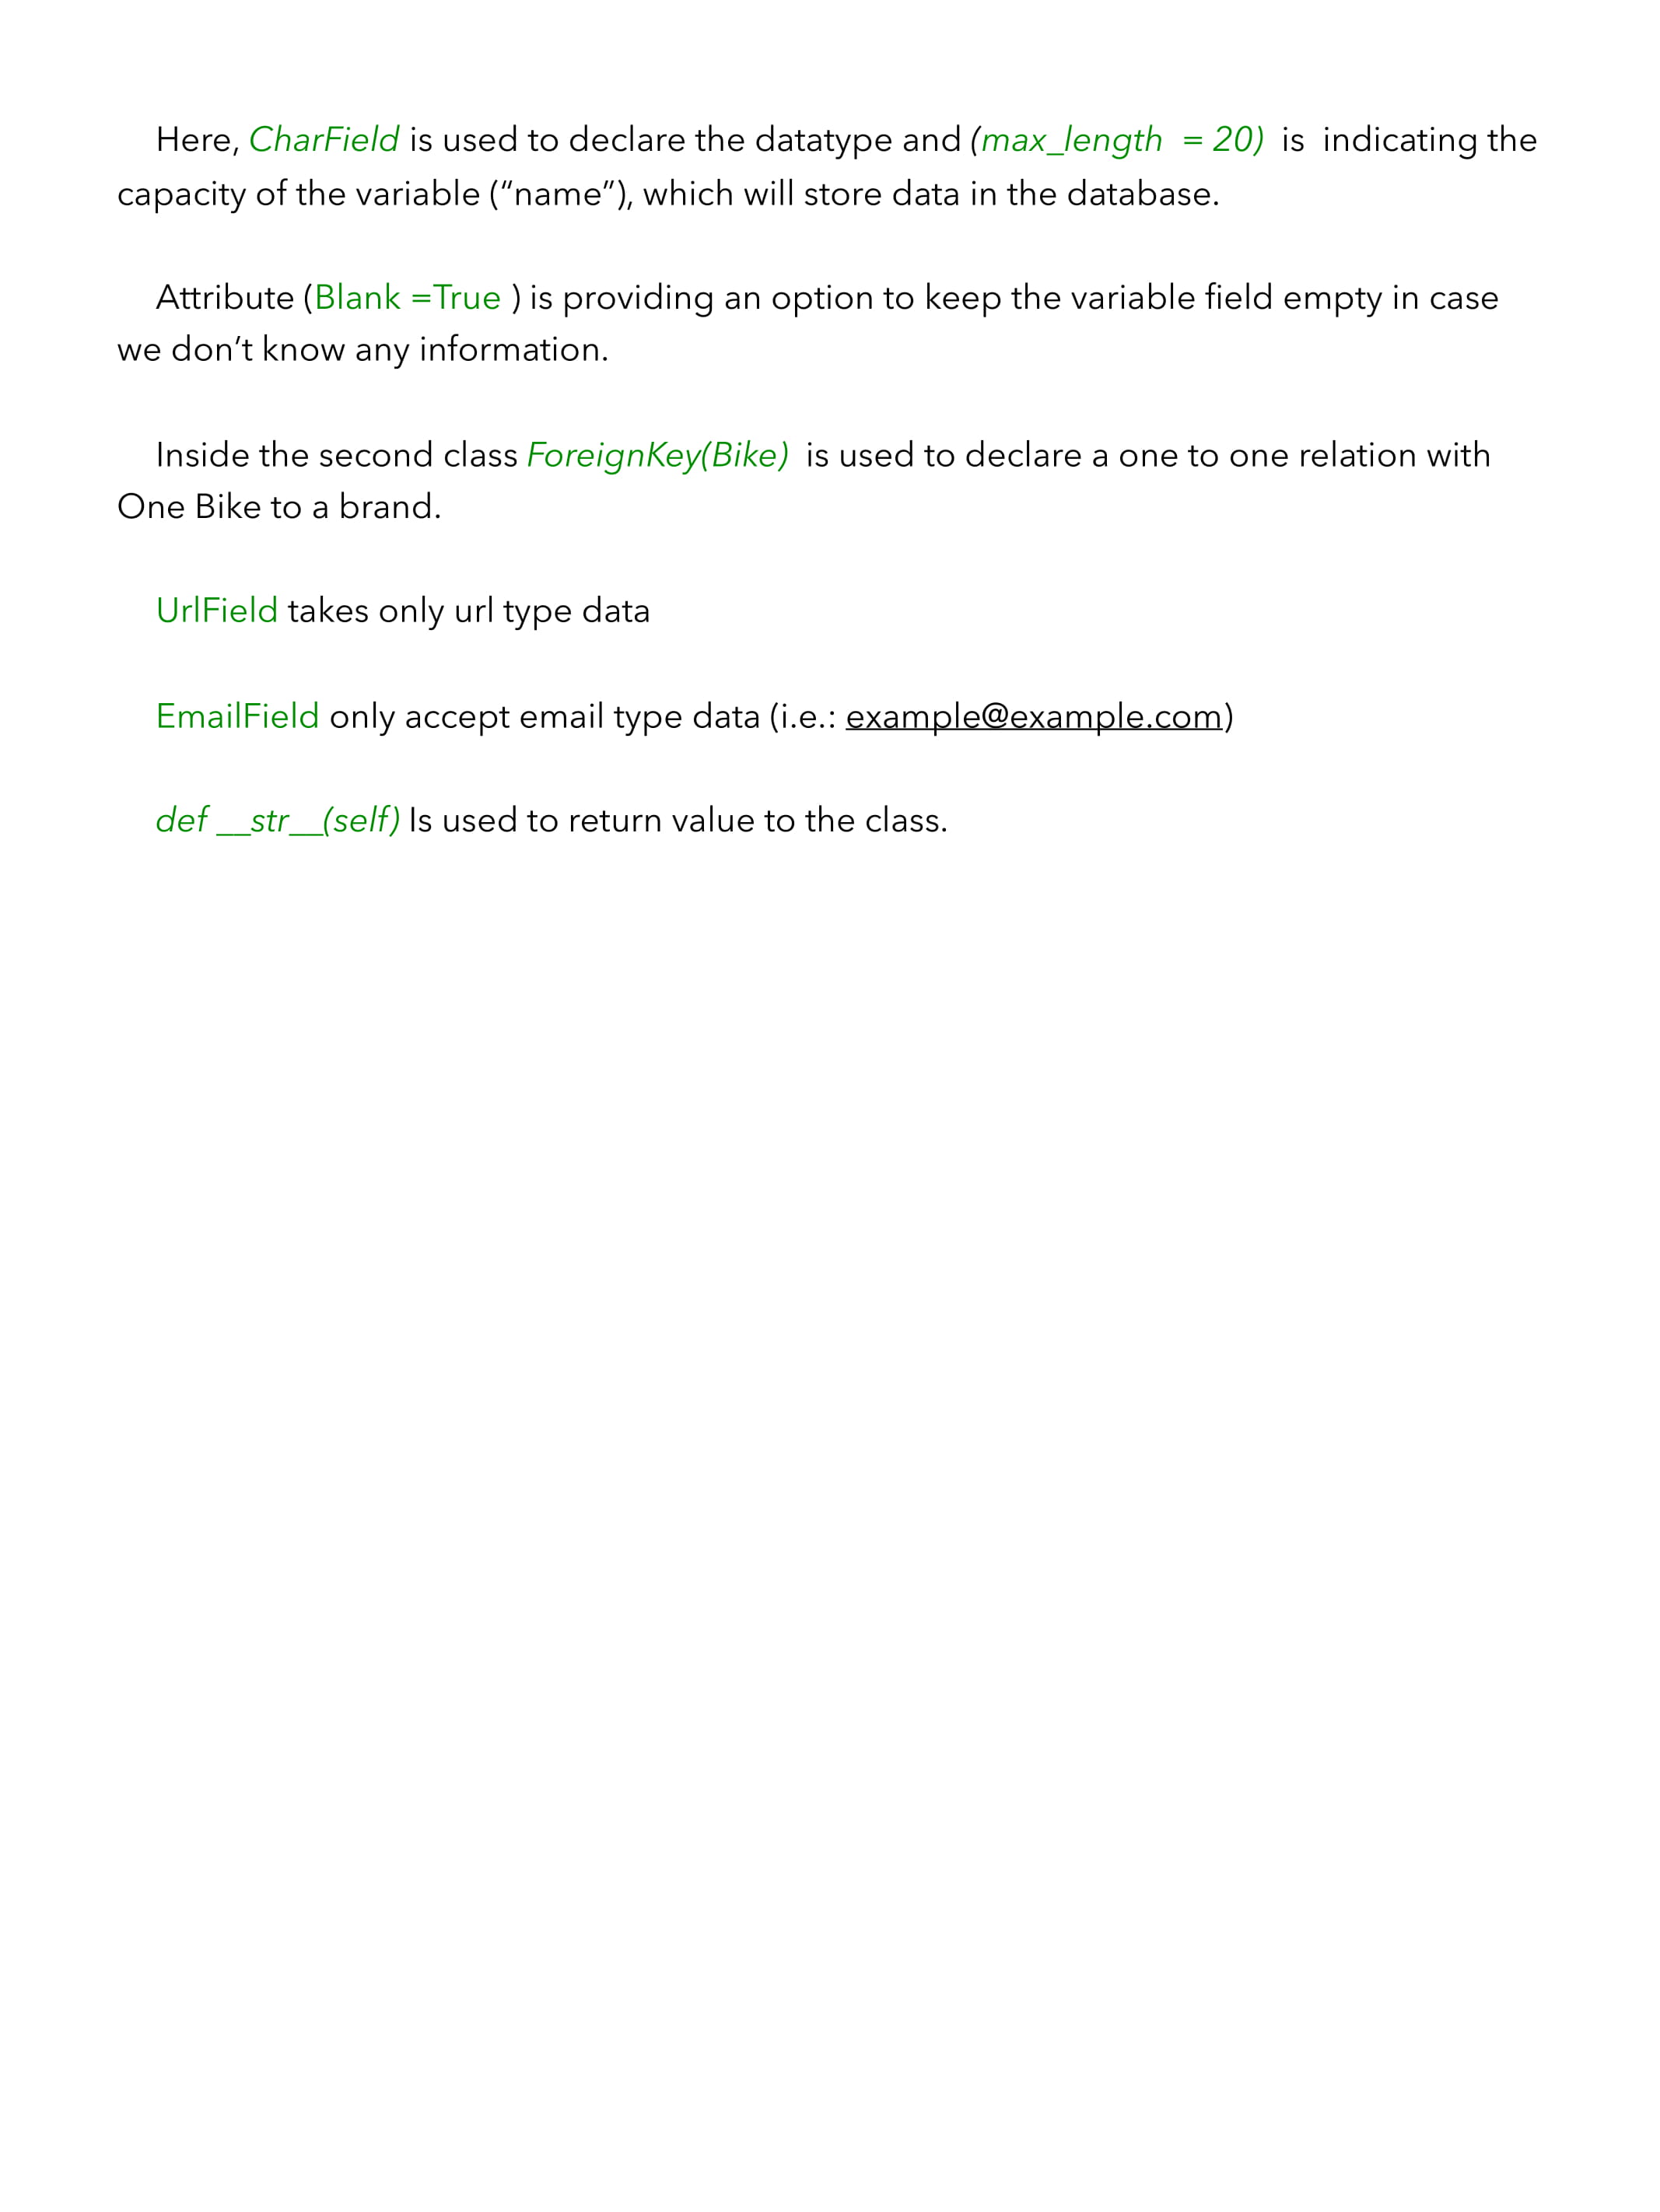 Here, CharField is used to declare the datatype and (max_length  = 20)  is  indicating the
capacity of the variable (“name”), which will store data in the database.
Attribute (Blank =True ) is providing an option to keep the variable field empty in case
we don’t know any information.
Inside the second class ForeignKey(Bike)  is used to declare a one to one relation with
One Bike to a brand.
UrlField takes only url type data
EmailField only accept email type data (i.e.: example@example.com)
def __str__(self) Is used to return value to the class.